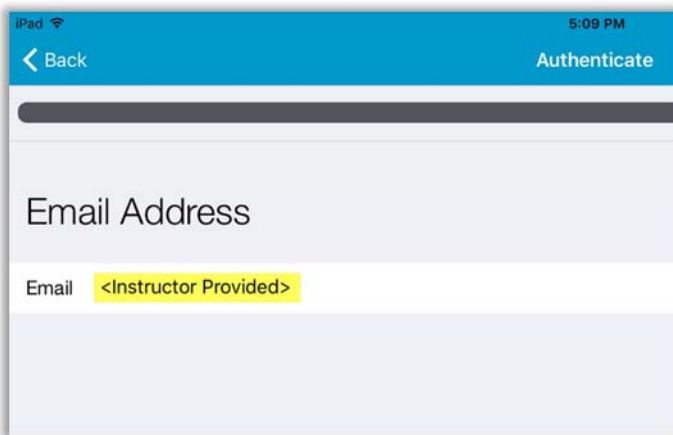 iPad 5:09 PM
Back Authenticate
Email Address
Email <Instructor Provided>